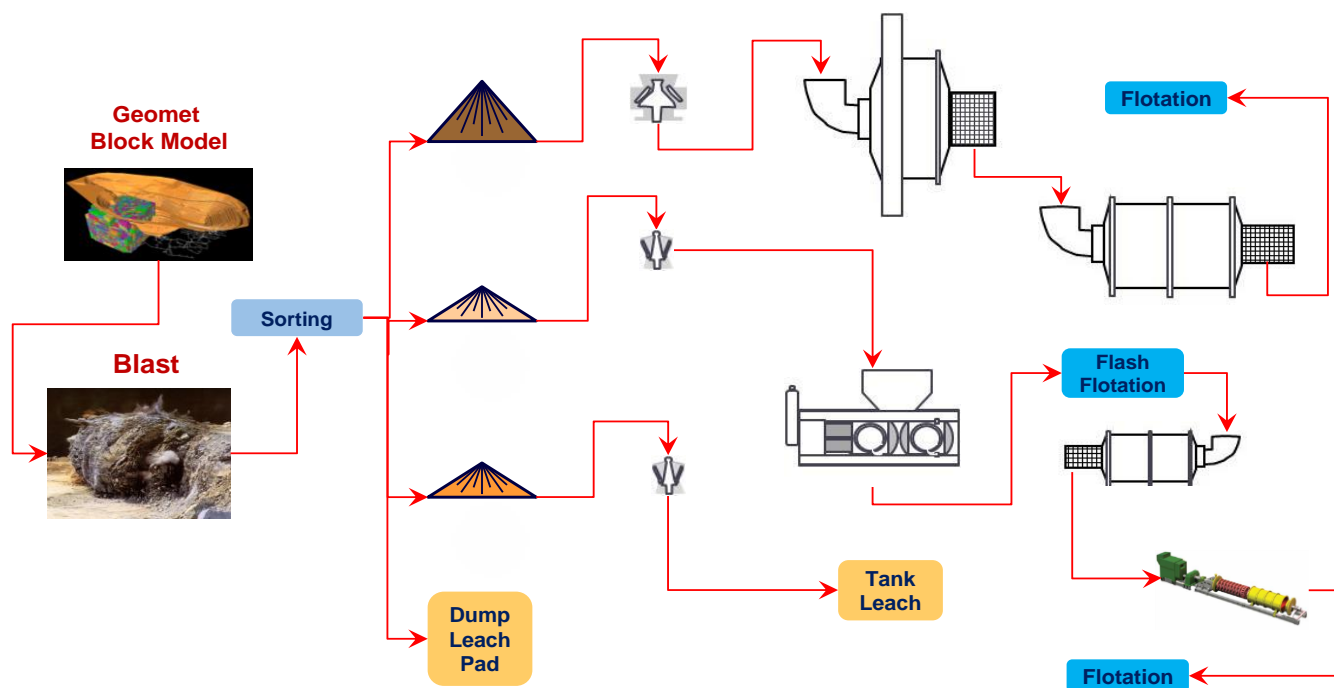 Geomet
Block Model
Blast
Sorting
Flotation
Flash
Flotation
Tank
Leach
Dump
Leach
Pad
Flotation